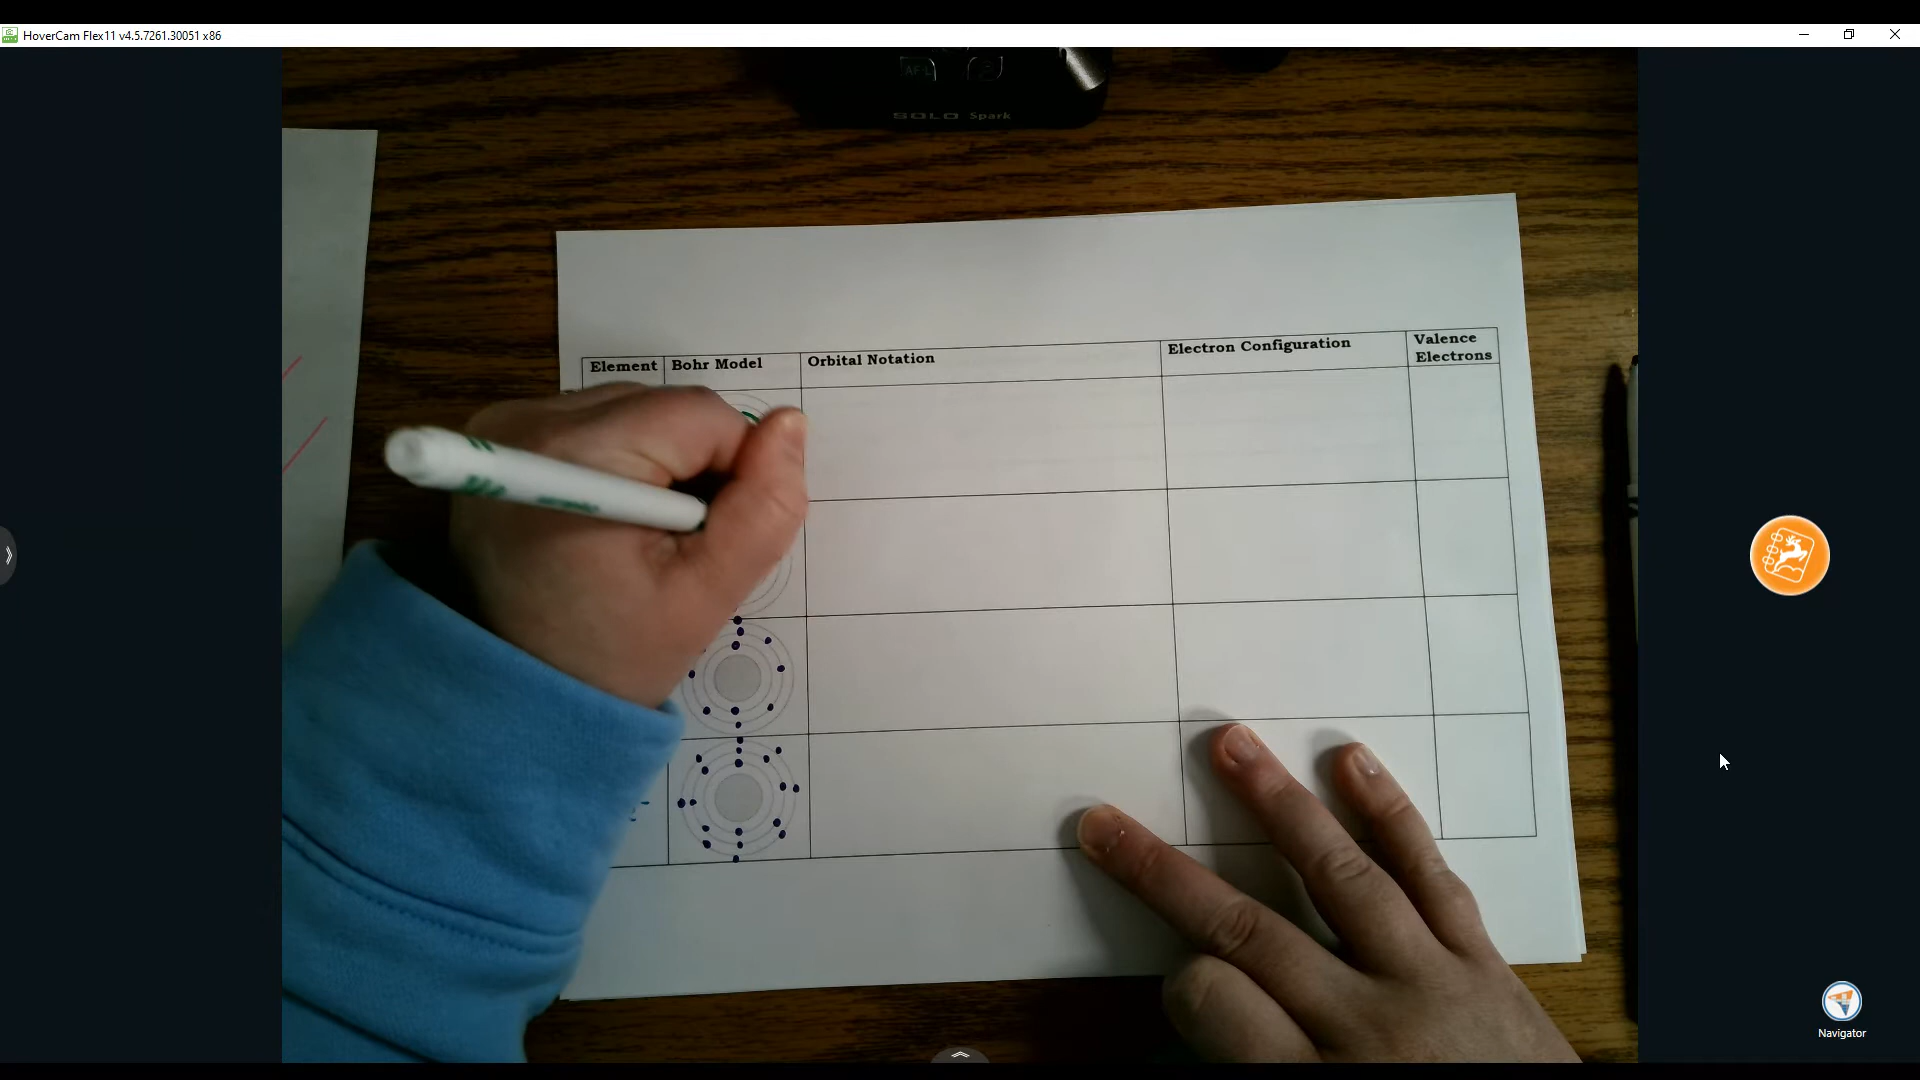 HoverCam Flex11 v4.5.7261.30051 x86
AF-L
SOLO Spark
Element
Bohr Model
Orbital Notation
Electron Configuration
Valence
Electrons
Navigator